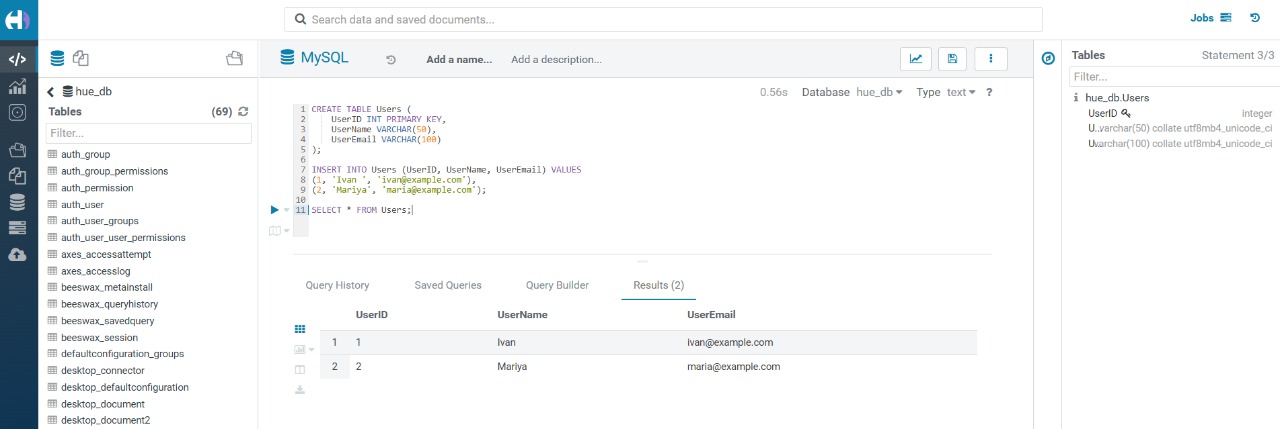 Search data and saved documents...
Jobs
MySQL
Add a name...
Add a description...
Tables
Statement 3/3
Filter...
hue_db
Tables
(69)
Filter...
auth_group
auth_group_permissions
auth_permission
auth_user
auth_user_groups
auth_user_user_permissions
axes_accessattempt
axes_accesslog
beeswax_metainstall
beeswax_queryhistory
beeswax_savedquery
beeswax_session
defaultconfiguration_groups
desktop_connector
desktop_defaultconfiguration
desktop_document
desktop_document2
0.56s Database hue_db Type text ?
1 CREATE TABLE Users (
2 UserID INT PRIMARY KEY,
3 UserName VARCHAR(50),
4 UserEmail VARCHAR(100)
5 );
6
7 INSERT INTO Users (UserID, UserName, UserEmail) VALUES
8 (1, 'Ivan ', 'ivan@example.com'),
9 (2, 'Mariya', 'maria@example.com');
10
11 SELECT * FROM Users;
Query History
Saved Queries
Query Builder
Results (2)
UserID UserName UserEmail
1 1 Ivan ivan@example.com
2 2 Mariya maria@example.com
hue_db.Users
UserID integer
U..varchar(50) collate utf8mb4_unicode_ci
U..varchar(100) collate utf8mb4_unicode_ci